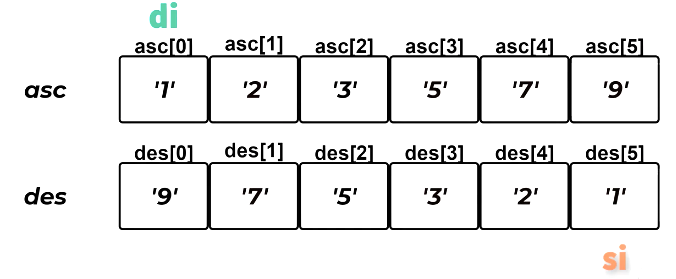 di
asc[0] asc[1] asc[2] asc[3] asc[4] asc[5]
asc '1' '2' '3' '5' '7' '9'
des[0] des[1] des[2] des[3] des[4] des[5]
des '9' '7' '5' '3' '2' '1'
si